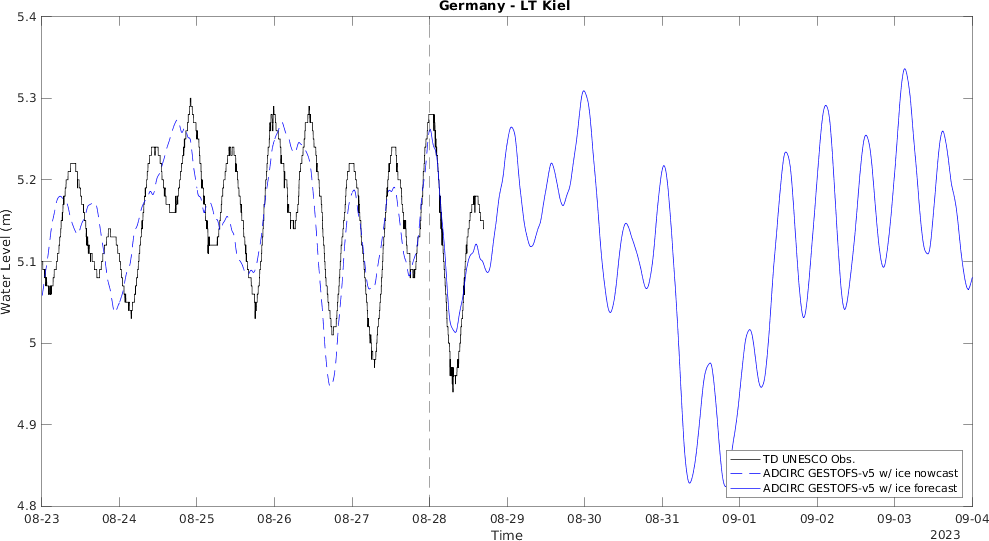 Germany - LT Kiel
5.4
5.3
5.2
5.1
5
4.9
4.8
Water Level (m)
TD UNESCO Obs.
ADCIRC GESTOFS-v5 w/ ice nowcast
ADCIRC GESTOFS-v5 w/ ice forecast
08-23 08-24 08-25 08-26 08-27 08-28 08-29 08-30 08-31 09-01 09-02 09-03 09-04
Time
2023